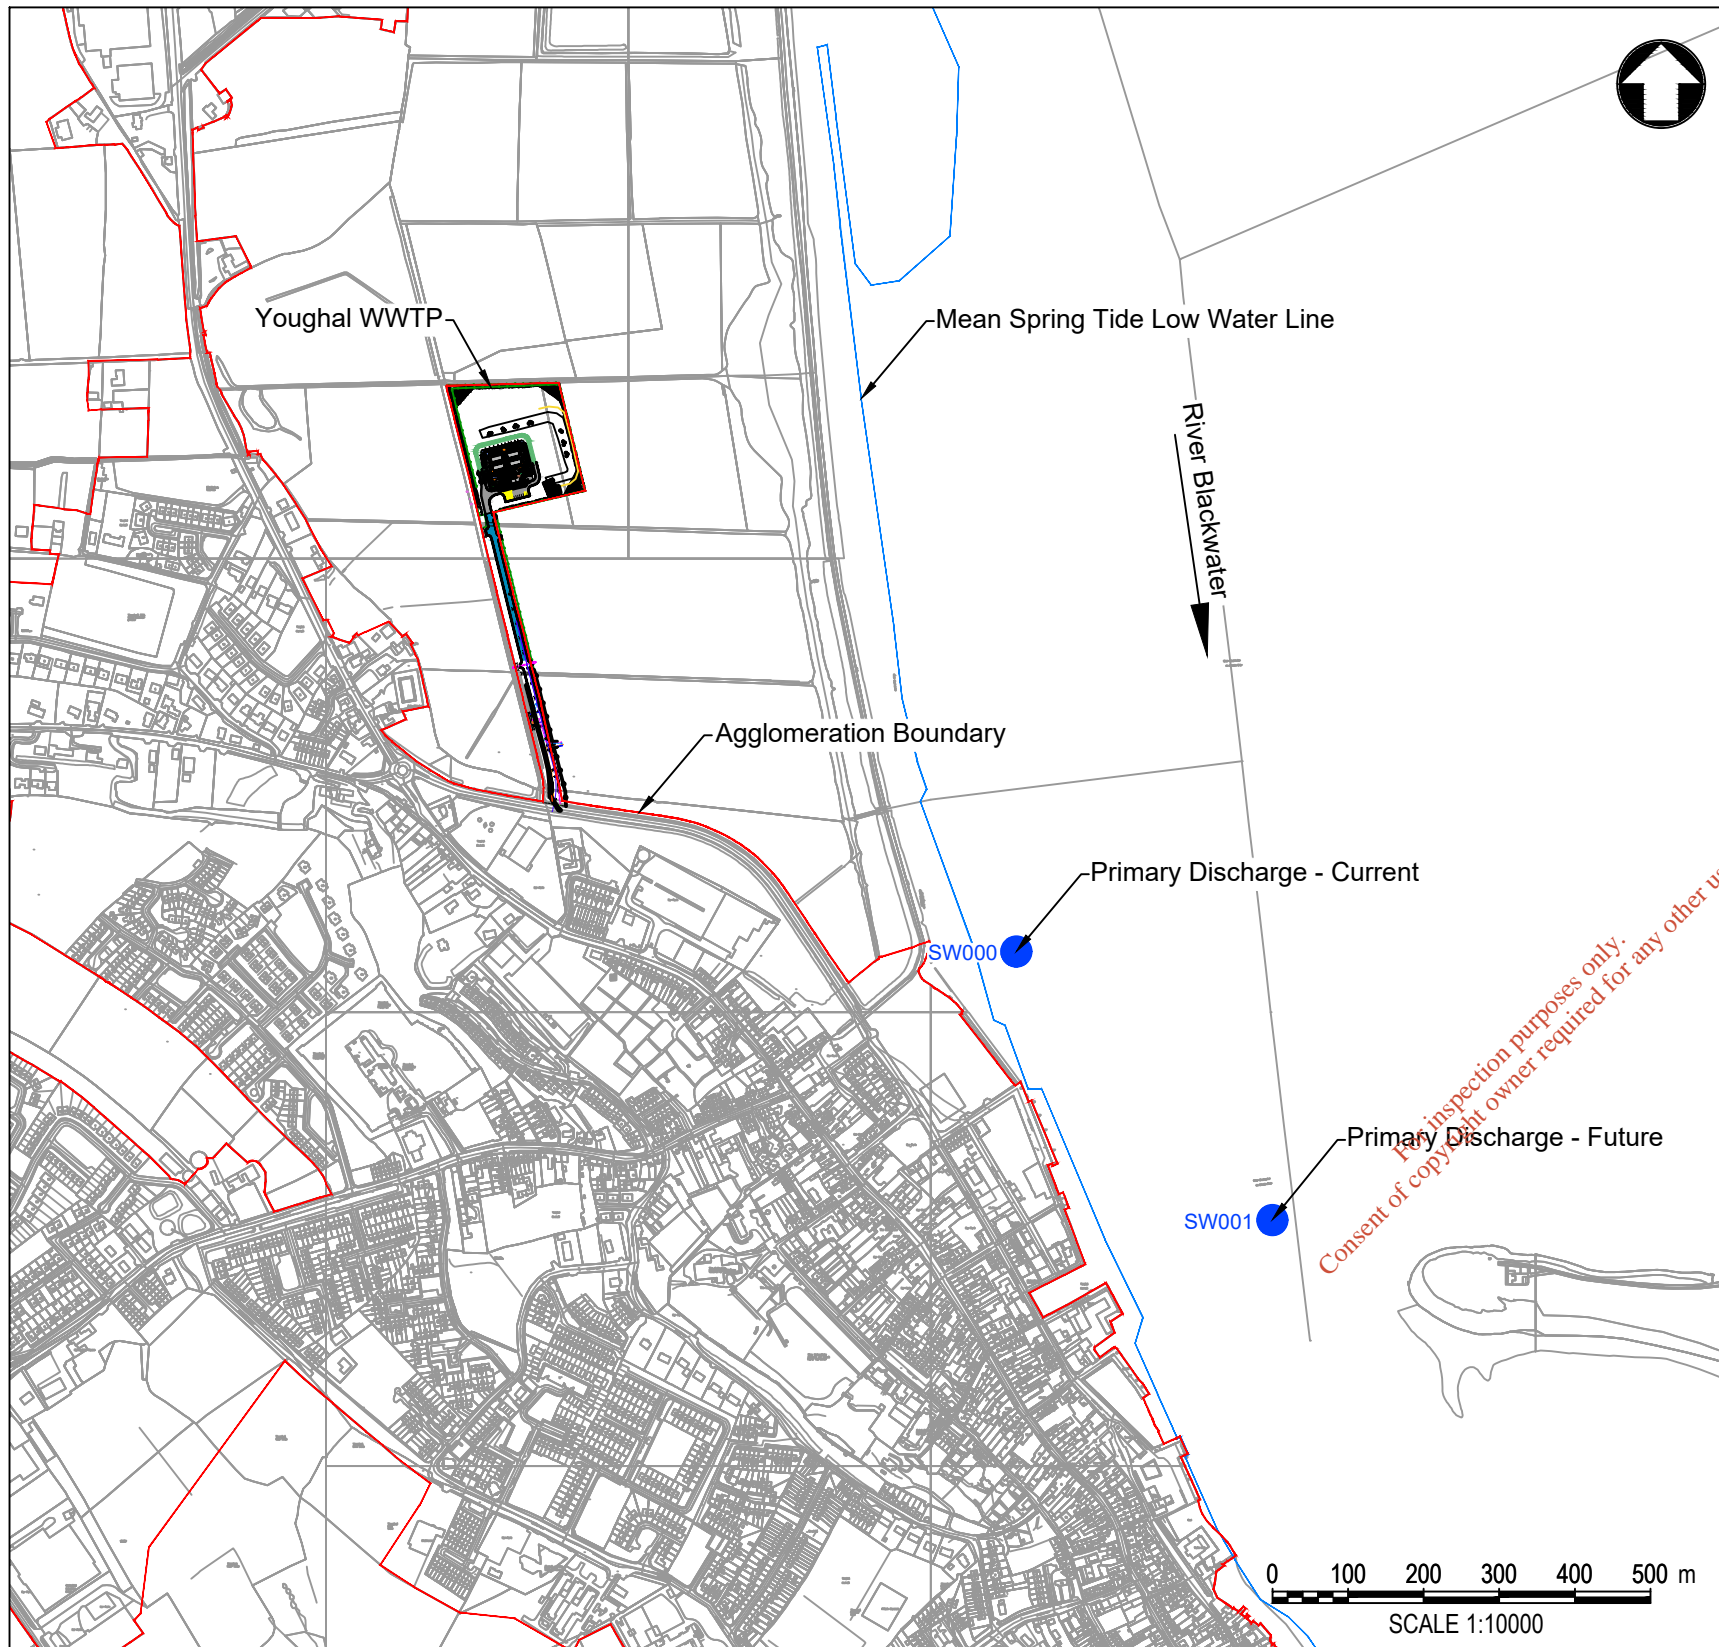 Youghal WWTP
Mean Spring Tide Low Water Line
River Blackwater
Agglomeration Boundary
Primary Discharge - Current
SW000
For inspection purposes only.
Consent of copyright owner required for any other
Primary Discharge - Future
SW001
0 100 200 300 400 500 m
SCALE 1:10000